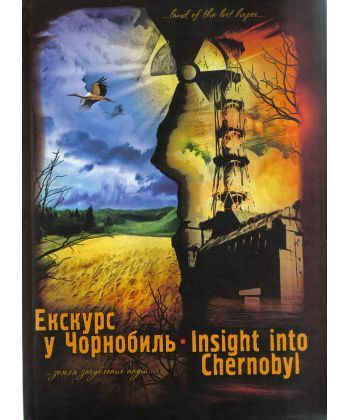 ...land of the lost hopes...
Екскурс
у Чорнобиль · Insight into
Chernobyl
...земля загублених надій...